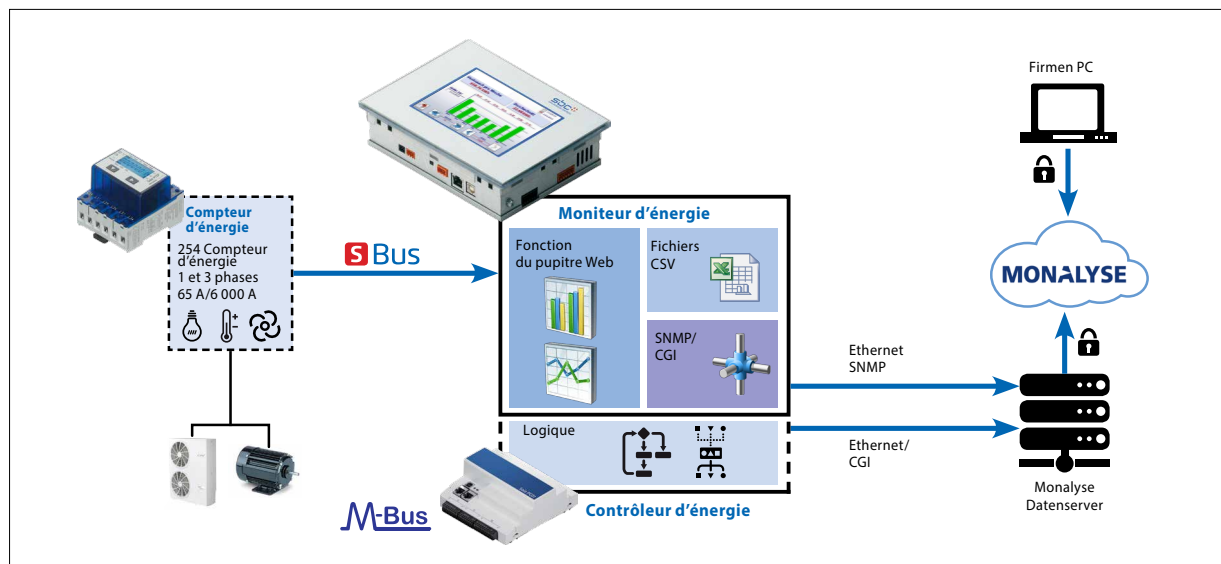 Firmen PC
sbc
Compteur
d'énergie
254 Compteur
d'énergie
1 et 3 phases
65 A/6 000 A
S Bus
Moniteur d'énergie
Fonction
du pupitre Web
Fichiers
CSV
SNMP/
CGI
MONALYSE
Ethernet
SNMP
Logique
Ethernet/
CGI
M-Bus
Contrôleur d'énergie
Monalyse
Datenserver